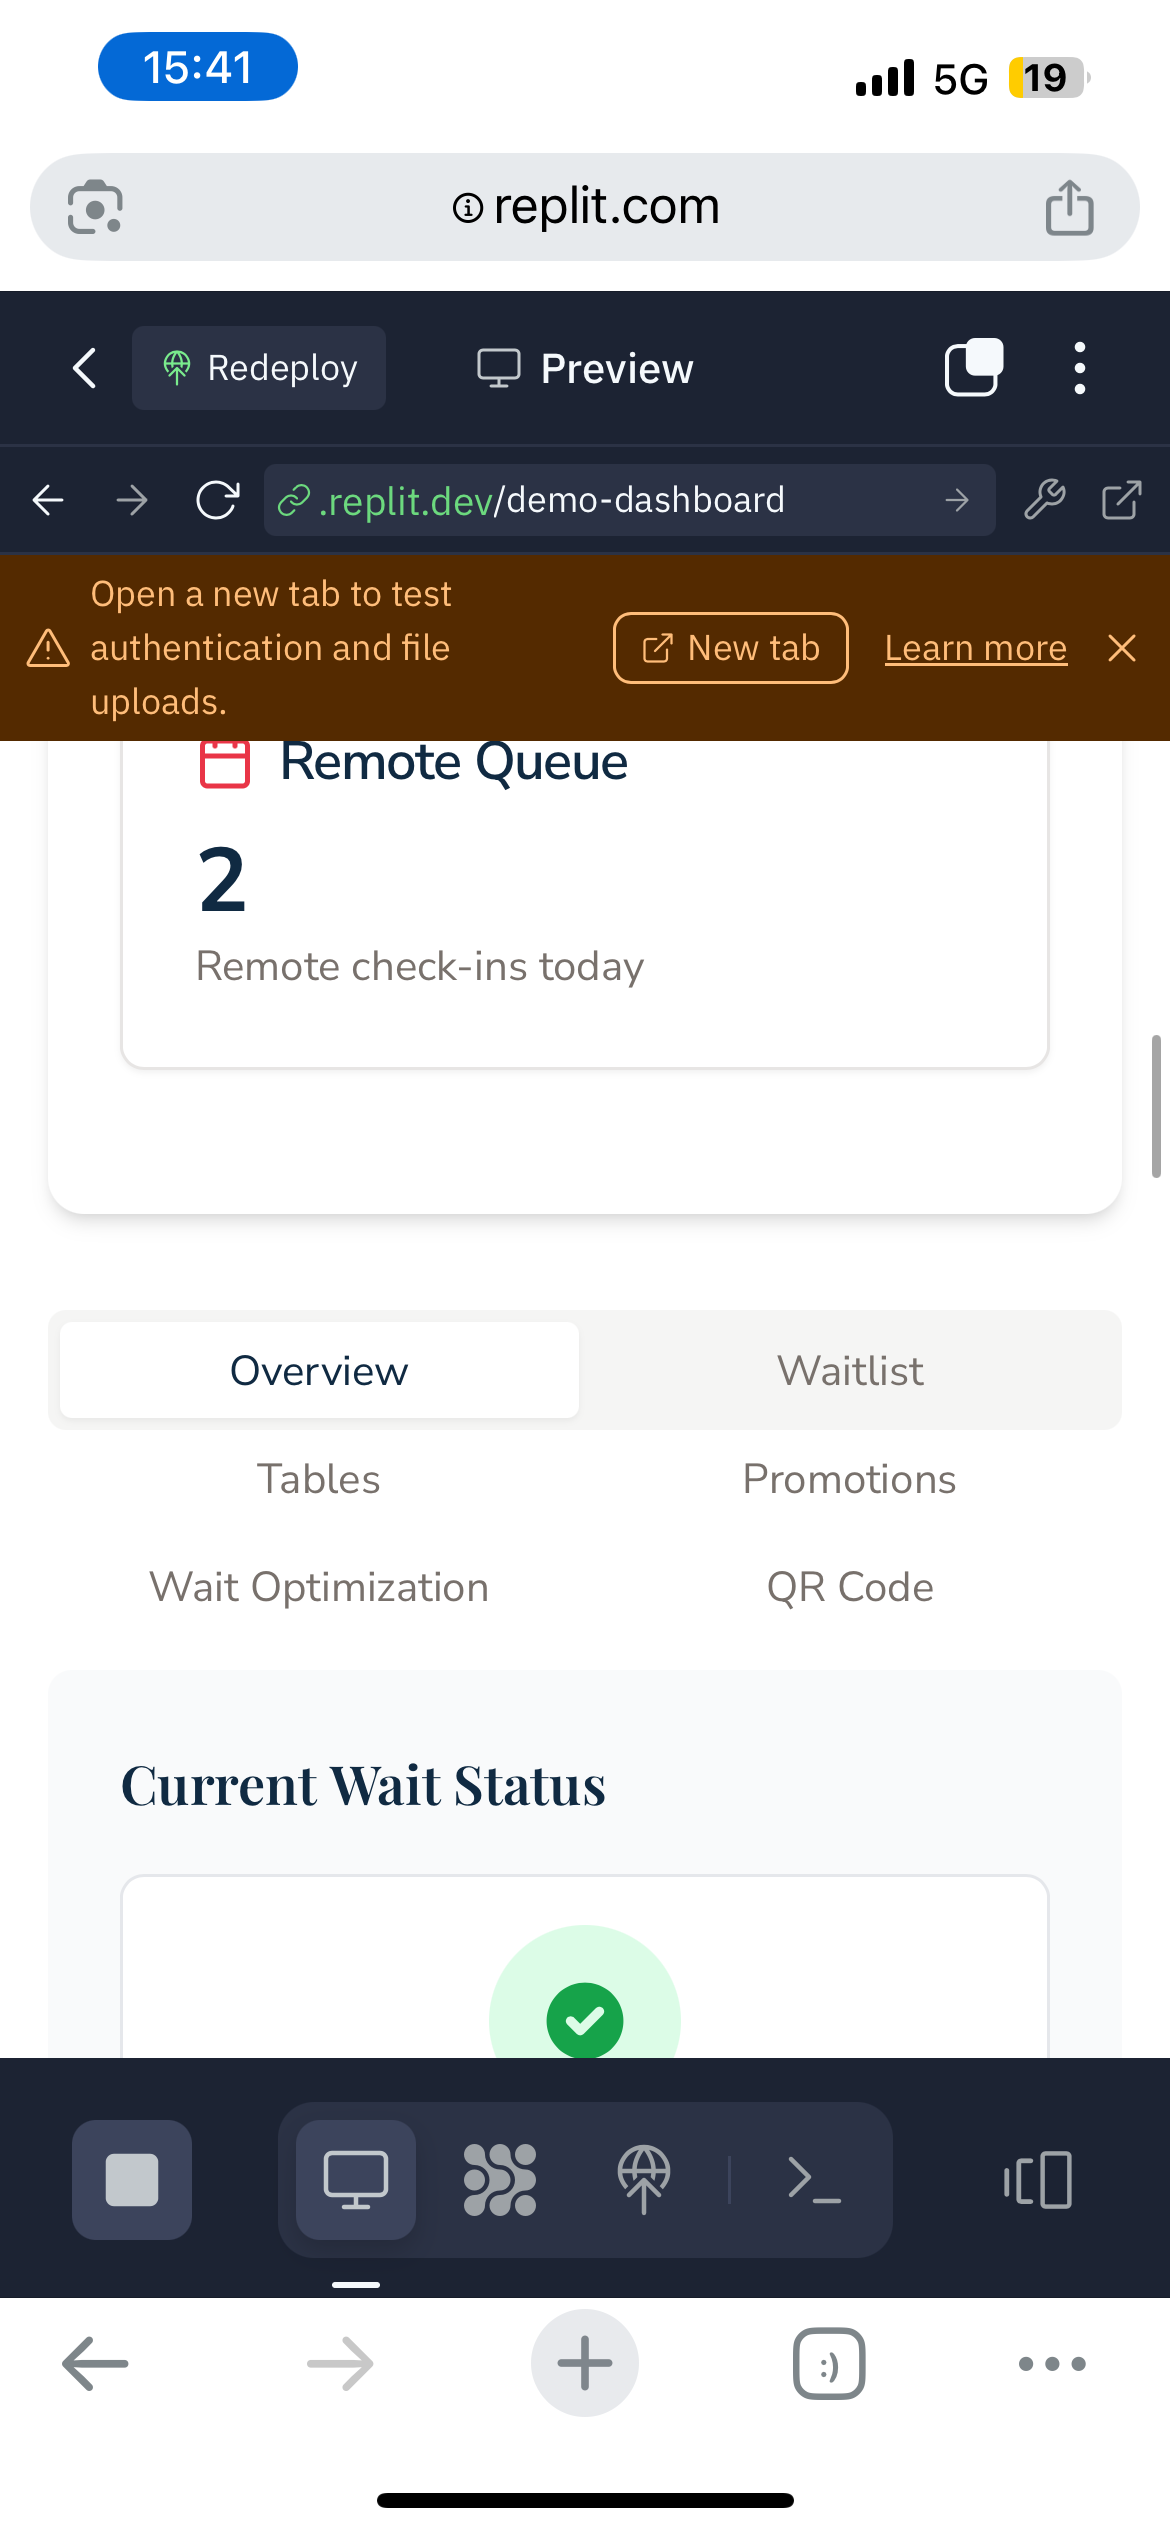 15:41
5G
19
replit.com
Redeploy
Preview
.replit.dev/demo-dashboard
Open a new tab to test
authentication and file
uploads.
New tab
Learn more
Remote Queue
2
Remote check-ins today
Overview
Waitlist
Tables
Promotions
Wait Optimization
QR Code
Current Wait Status
:)